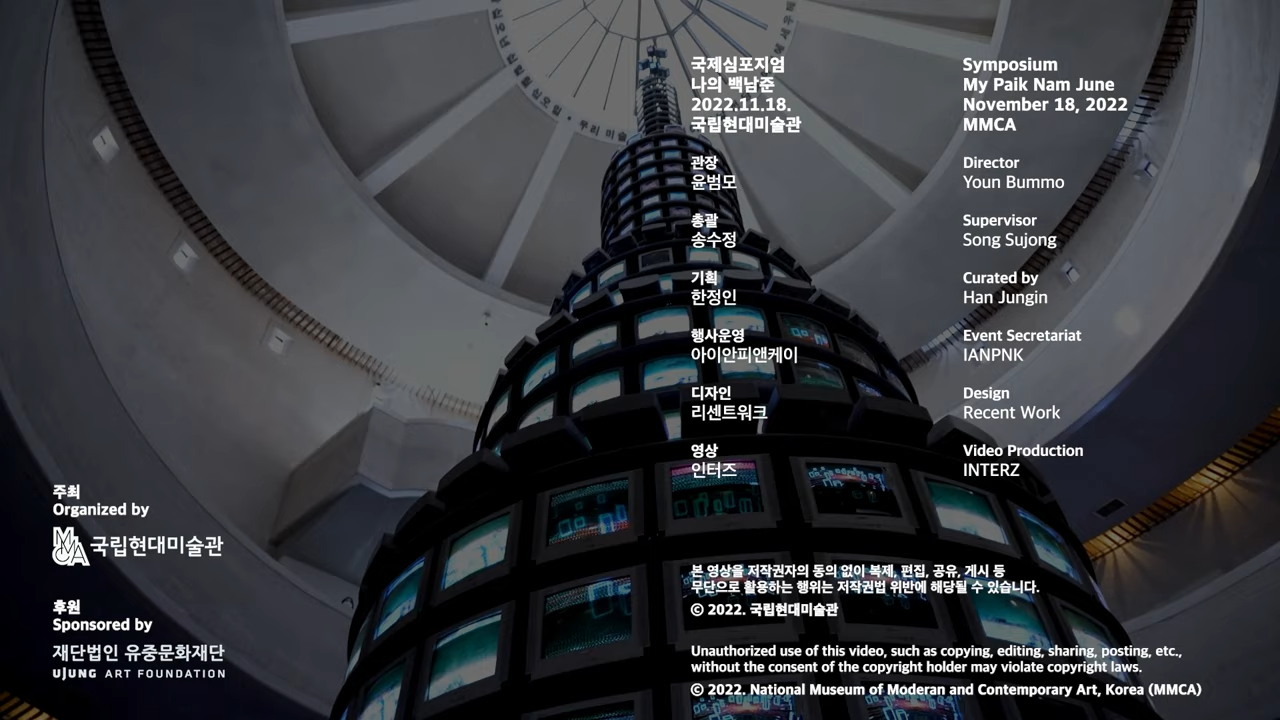 국제심포지엄
나의 백남준
2022.11.18.
국립현대미술관
관장
윤범모
총괄
송수정
기획
한정인
행사운영
아이안피앤케이
디자인
리센트워크
영상
인터즈
Symposium
My Paik Nam June
November 18, 2022
MMCA
Director
Youn Bummo
Supervisor
Song Sujong
Curated by
Han Jungin
Event Secretariat
IANPNK
Design
Recent Work
Video Production
INTERZ
주최
Organized by
MMCA 국립현대미술관
후원
Sponsored by
재단법인 유중문화재단
UJUNG ART FOUNDATION
본 영상을 저작권자의 동의 없이 복제, 편집, 공유, 게시 등
무단으로 활용하는 행위는 저작권법 위반에 해당될 수 있습니다.
© 2022. 국립현대미술관
Unauthorized use of this video, such as copying, editing, sharing, posting, etc.,
without the consent of the copyright holder may violate copyright laws.
© 2022. National Museum of Moderan and Contemporary Art, Korea (MMCA)